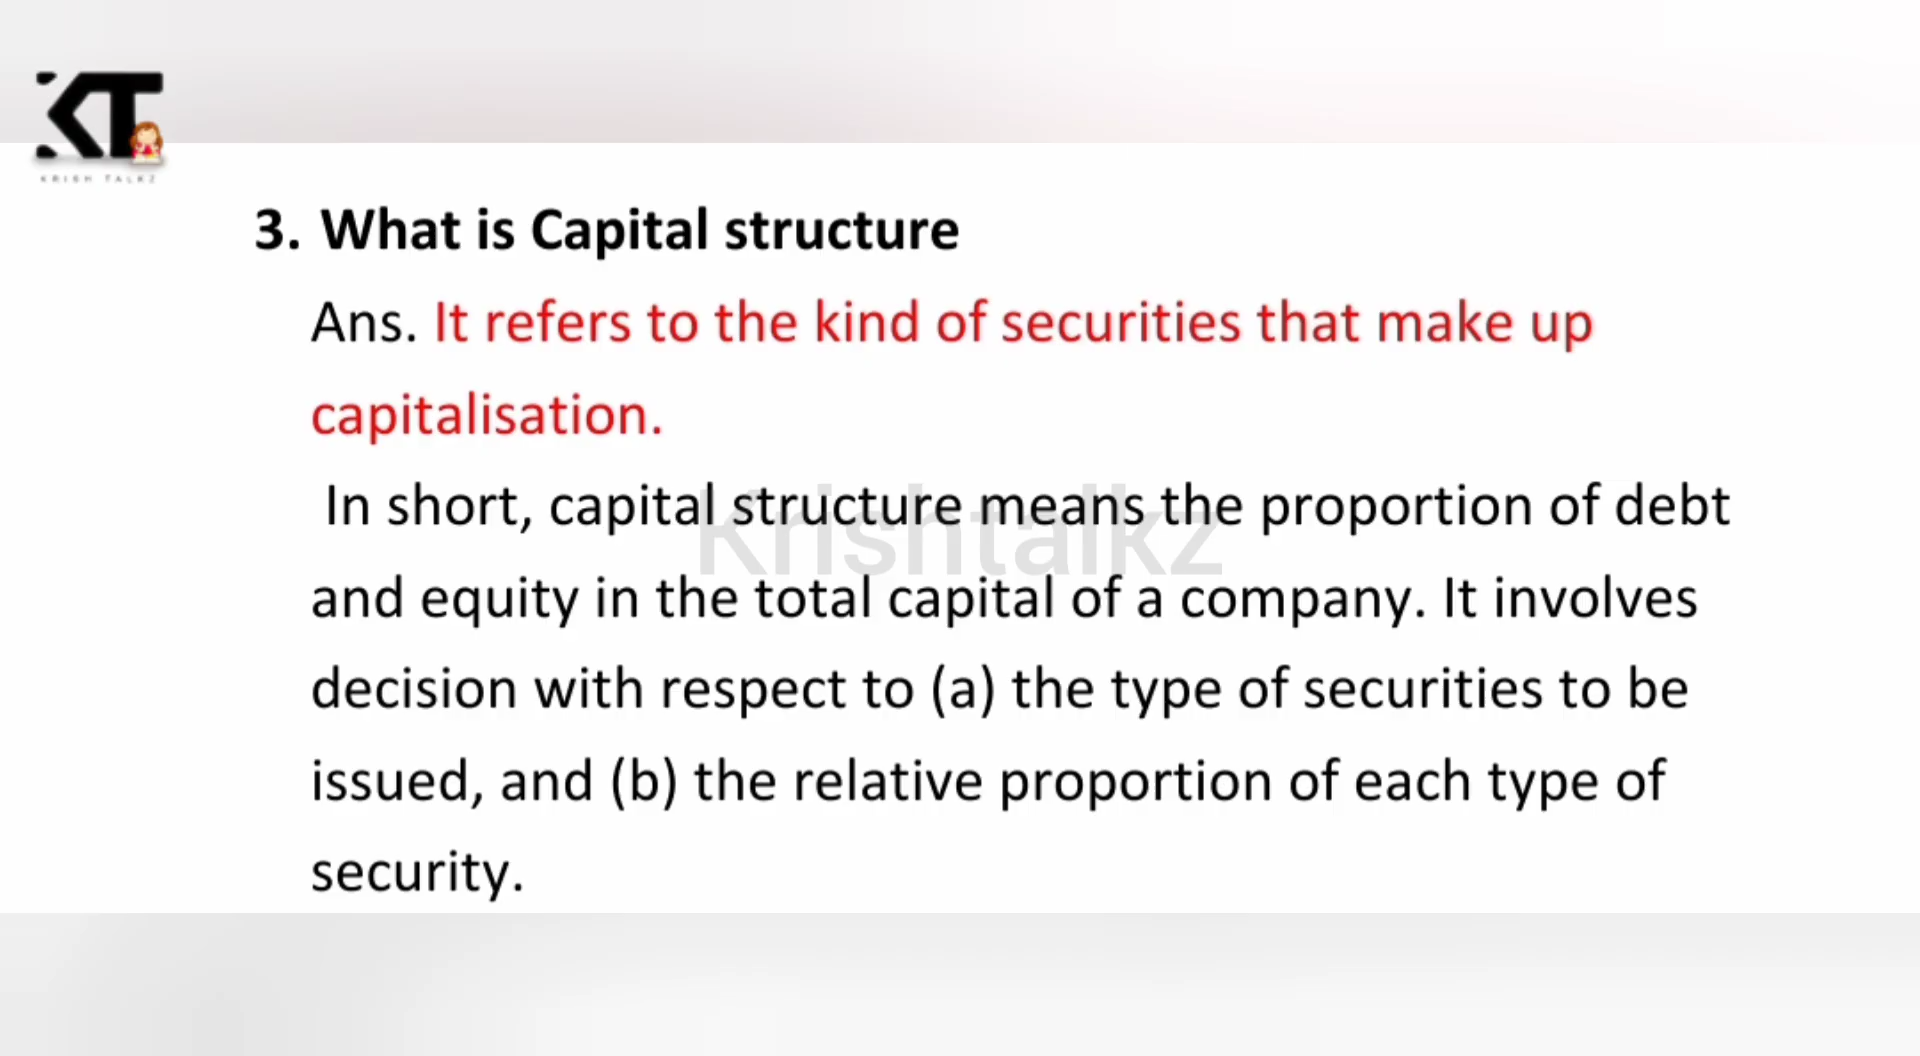 KT
KRISH TALKZ
3. What is Capital structure
Ans. It refers to the kind of securities that make up
capitalisation.
In short, capital structure means the proportion of debt
Krishtalkz
and equity in the total capital of a company. It involves
decision with respect to (a) the type of securities to be
issued, and (b) the relative proportion of each type of
security.